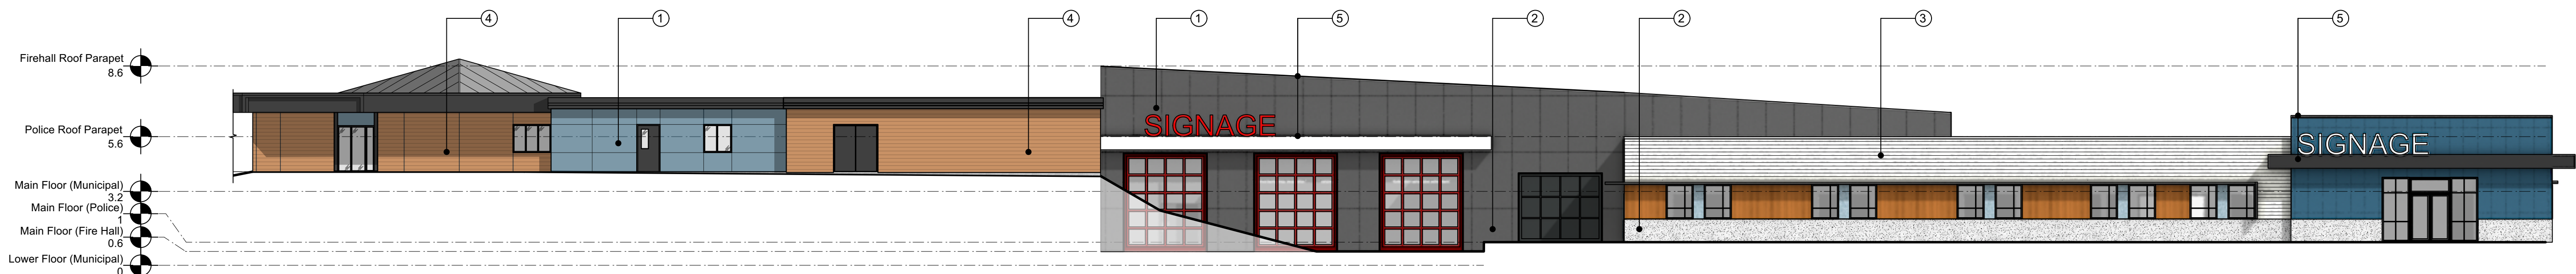 4
1
4
1
5
2
2
3
5
Firehall Roof Parapet
8.6
Police Roof Parapet
5.6
SIGNAGE
SIGNAGE
Main Floor (Municipal)
3.2
Main Floor (Police)
1
Main Floor (Fire Hall)
0.6
Lower Floor (Municipal)
0